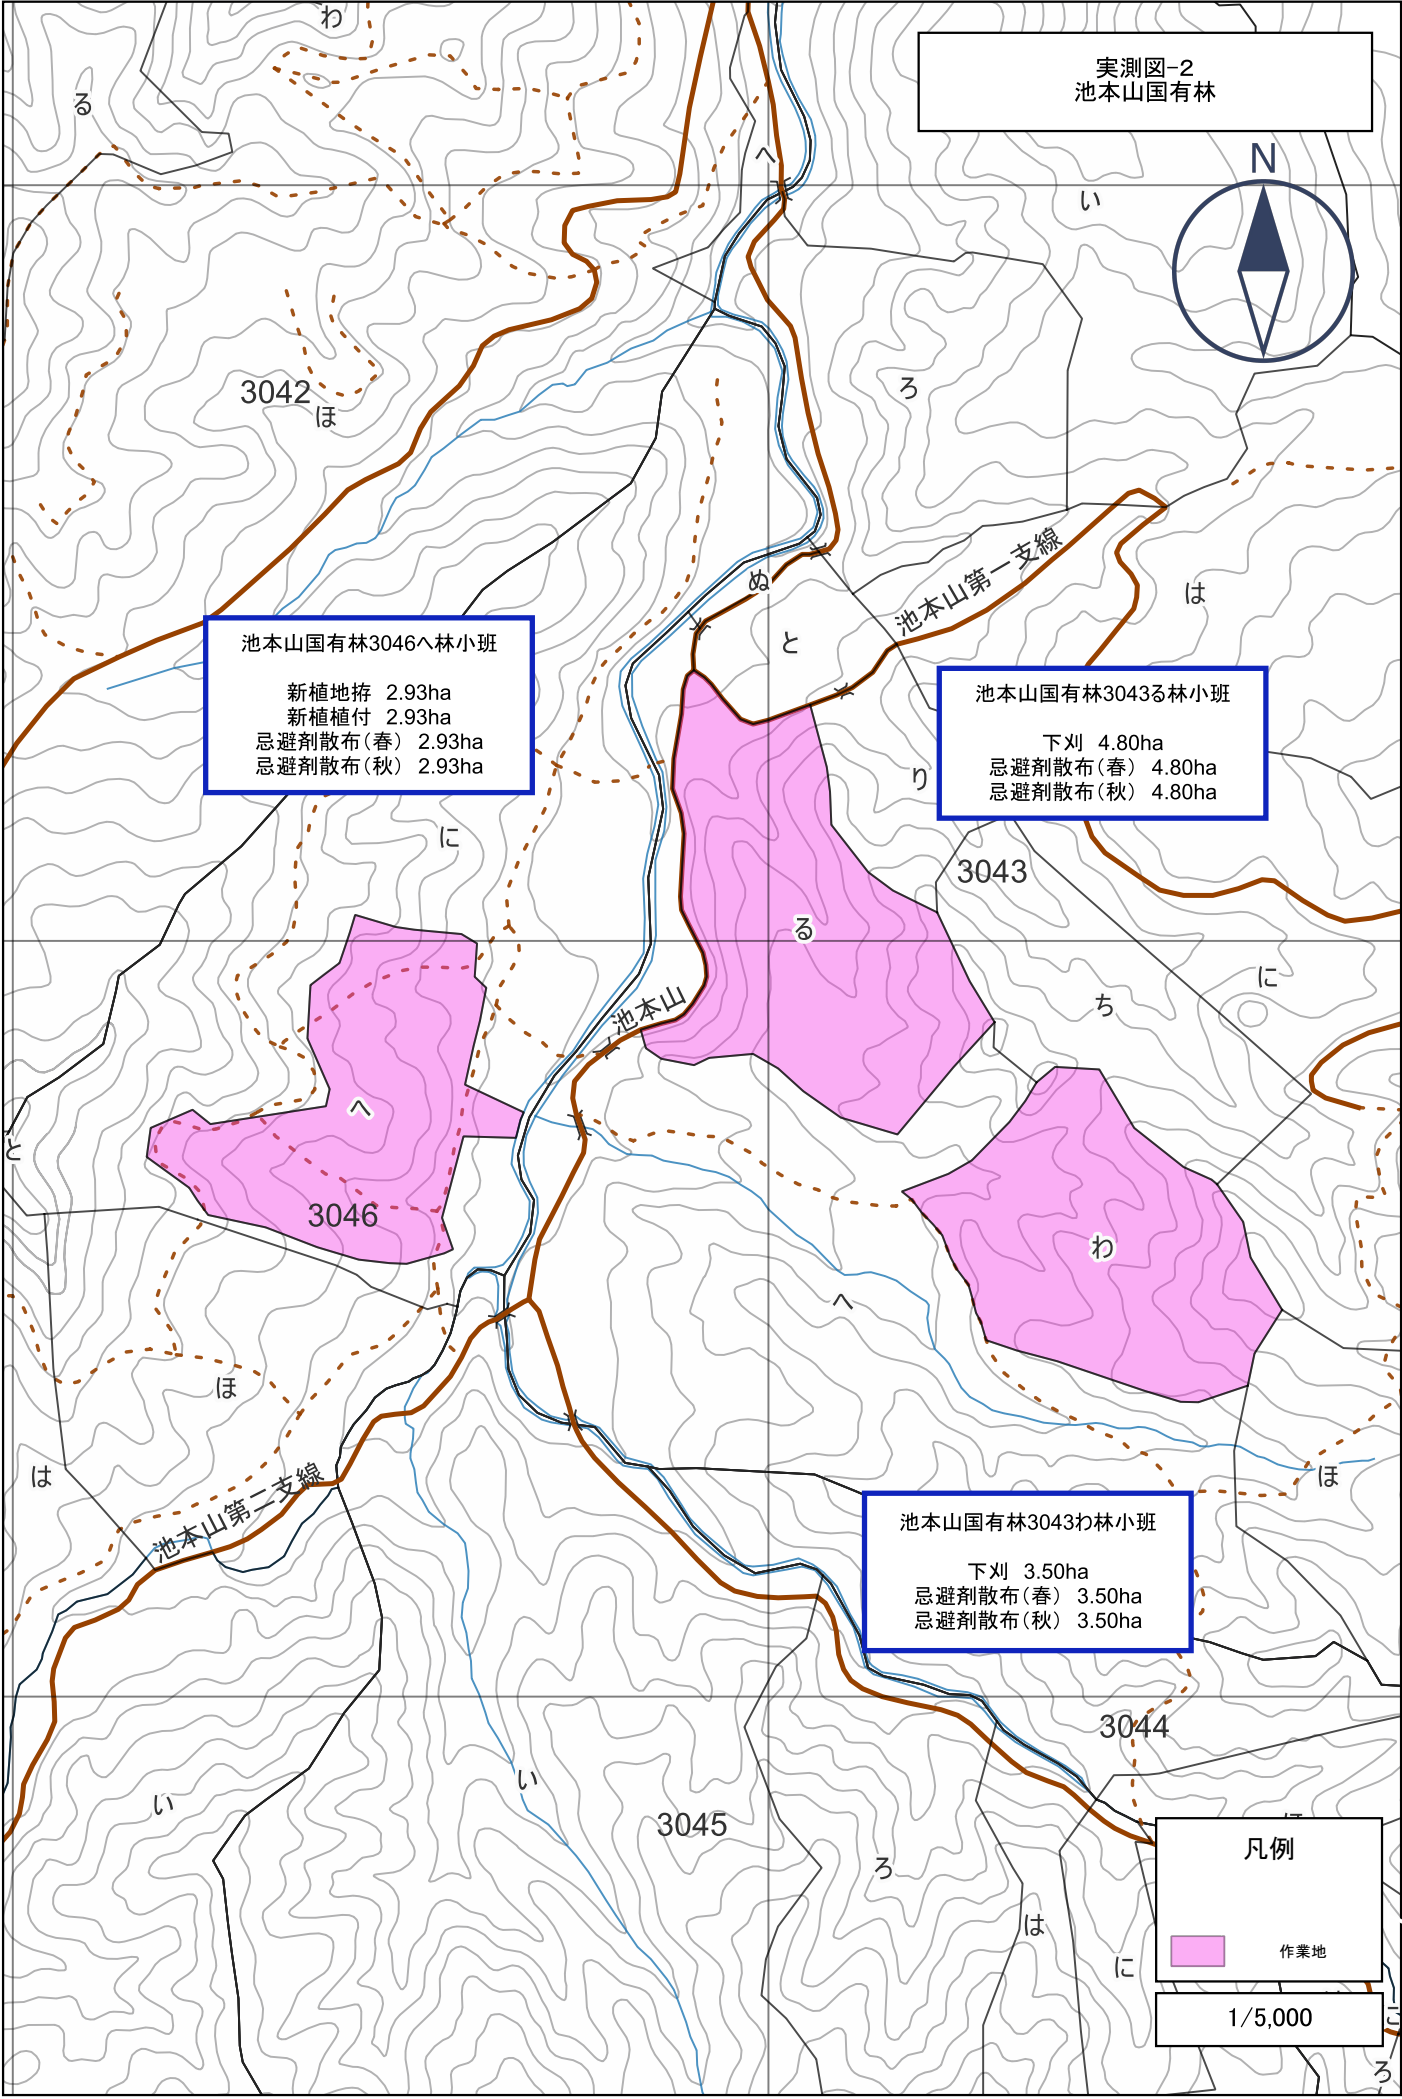 わ
実測図-2
池本山国有林
る
へ
N
い
3042
ほ
ろ
池本山第一支線
ぬ
は
と
池本山国有林3046へ林小班
新植地拵 2.93ha
新植植付 2.93ha
忌避剤散布(春) 2.93ha
忌避剤散布(秋) 2.93ha
池本山国有林3043る林小班
下刈 4.80ha
忌避剤散布(春) 4.80ha
忌避剤散布(秋) 4.80ha
り
に
3043
る
に
池本山
ち
へ
と
3046
わ
へ
ほ
は
ほ
池本山第二支線
池本山国有林3043わ林小班
下刈 3.50ha
忌避剤散布(春) 3.50ha
忌避剤散布(秋) 3.50ha
3044
い
い
3045
凡例
ろ
は
作業地
に
1/5,000
ろ